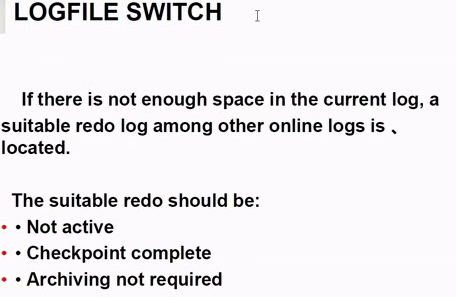 LOGFILE SWITCH
If there is not enough space in the current log, a
suitable redo log among other online logs is 、
located.
The suitable redo should be:
• • Not active
• • Checkpoint complete
• • Archiving not required